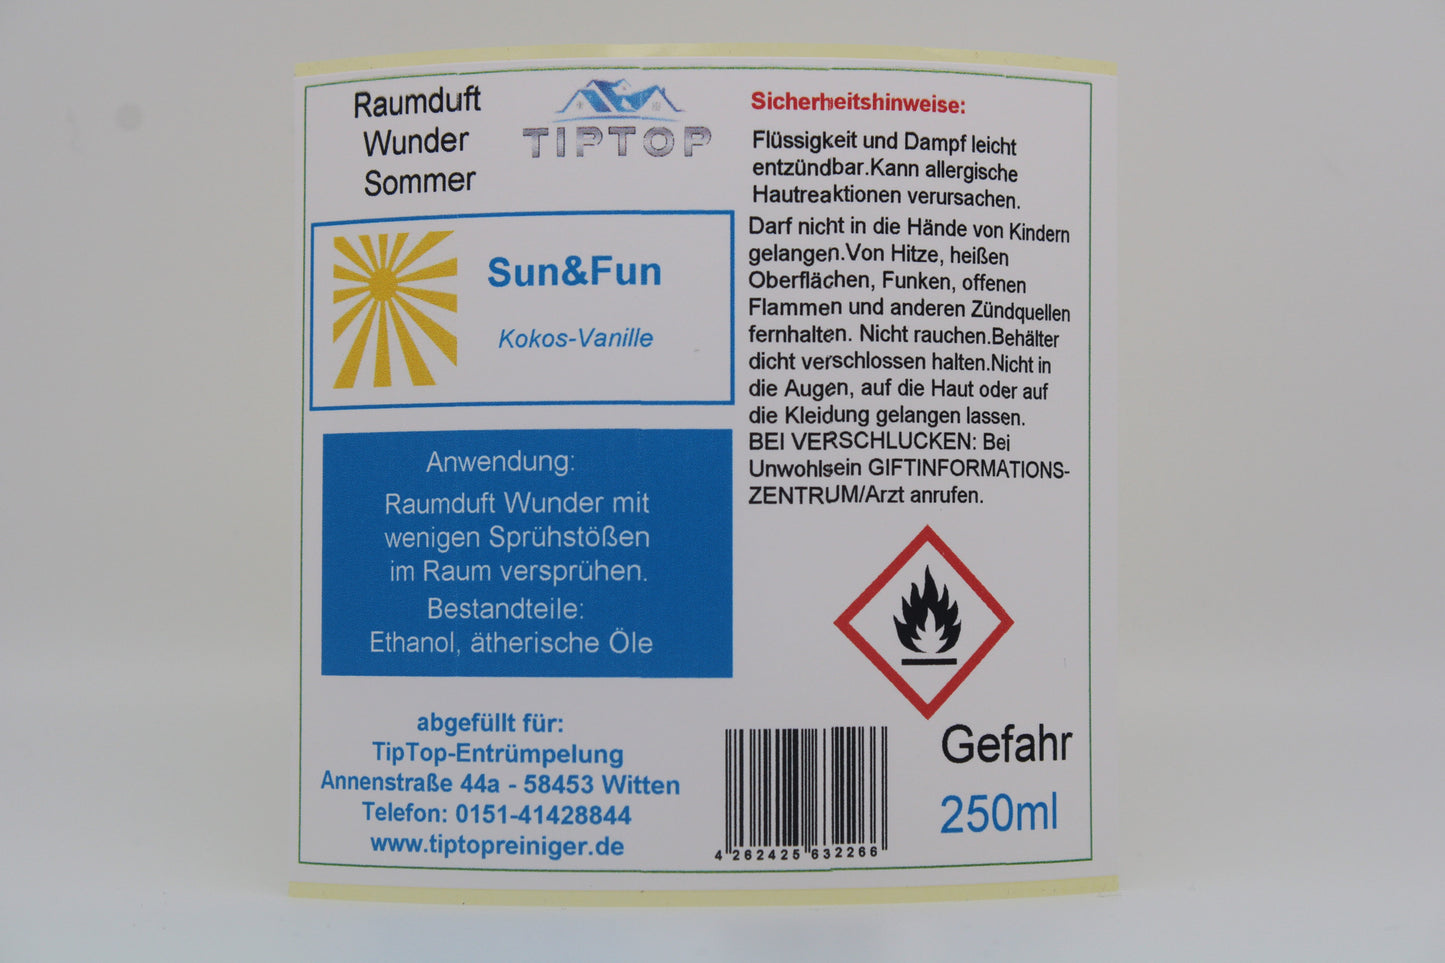 Raumduft
Wunder
Sommer
TIPTOP
Sun&Fun
Kokos-Vanille
Anwendung:
Raumduft Wunder mit
wenigen Sprühstößen
im Raum versprühen.
Bestandteile:
Ethanol, ätherische Öle
abgefüllt für:
TipTop-Entrümpelung
Annenstraße 44a - 58453 Witten
Telefon: 0151-41428844
www.tiptopreiniger.de
Sicherheitshinweise:
Flüssigkeit und Dampf leicht
entzündbar.Kann allergische
Hautreaktionen verursachen.
Darf nicht in die Hände von Kindern
gelangen.Von Hitze, heißen
Oberflächen, Funken, offenen
Flammen und anderen Zündquellen
fernhalten. Nicht rauchen.Behälter
dicht verschlossen halten.Nicht in
die Augen, auf die Haut oder auf
die Kleidung gelangen lassen.
BEI VERSCHLUCKEN: Bei
Unwohlsein GIFTINFORMATIONS-
ZENTRUM/Arzt anrufen.
Gefahr
250ml
4 262425 632266